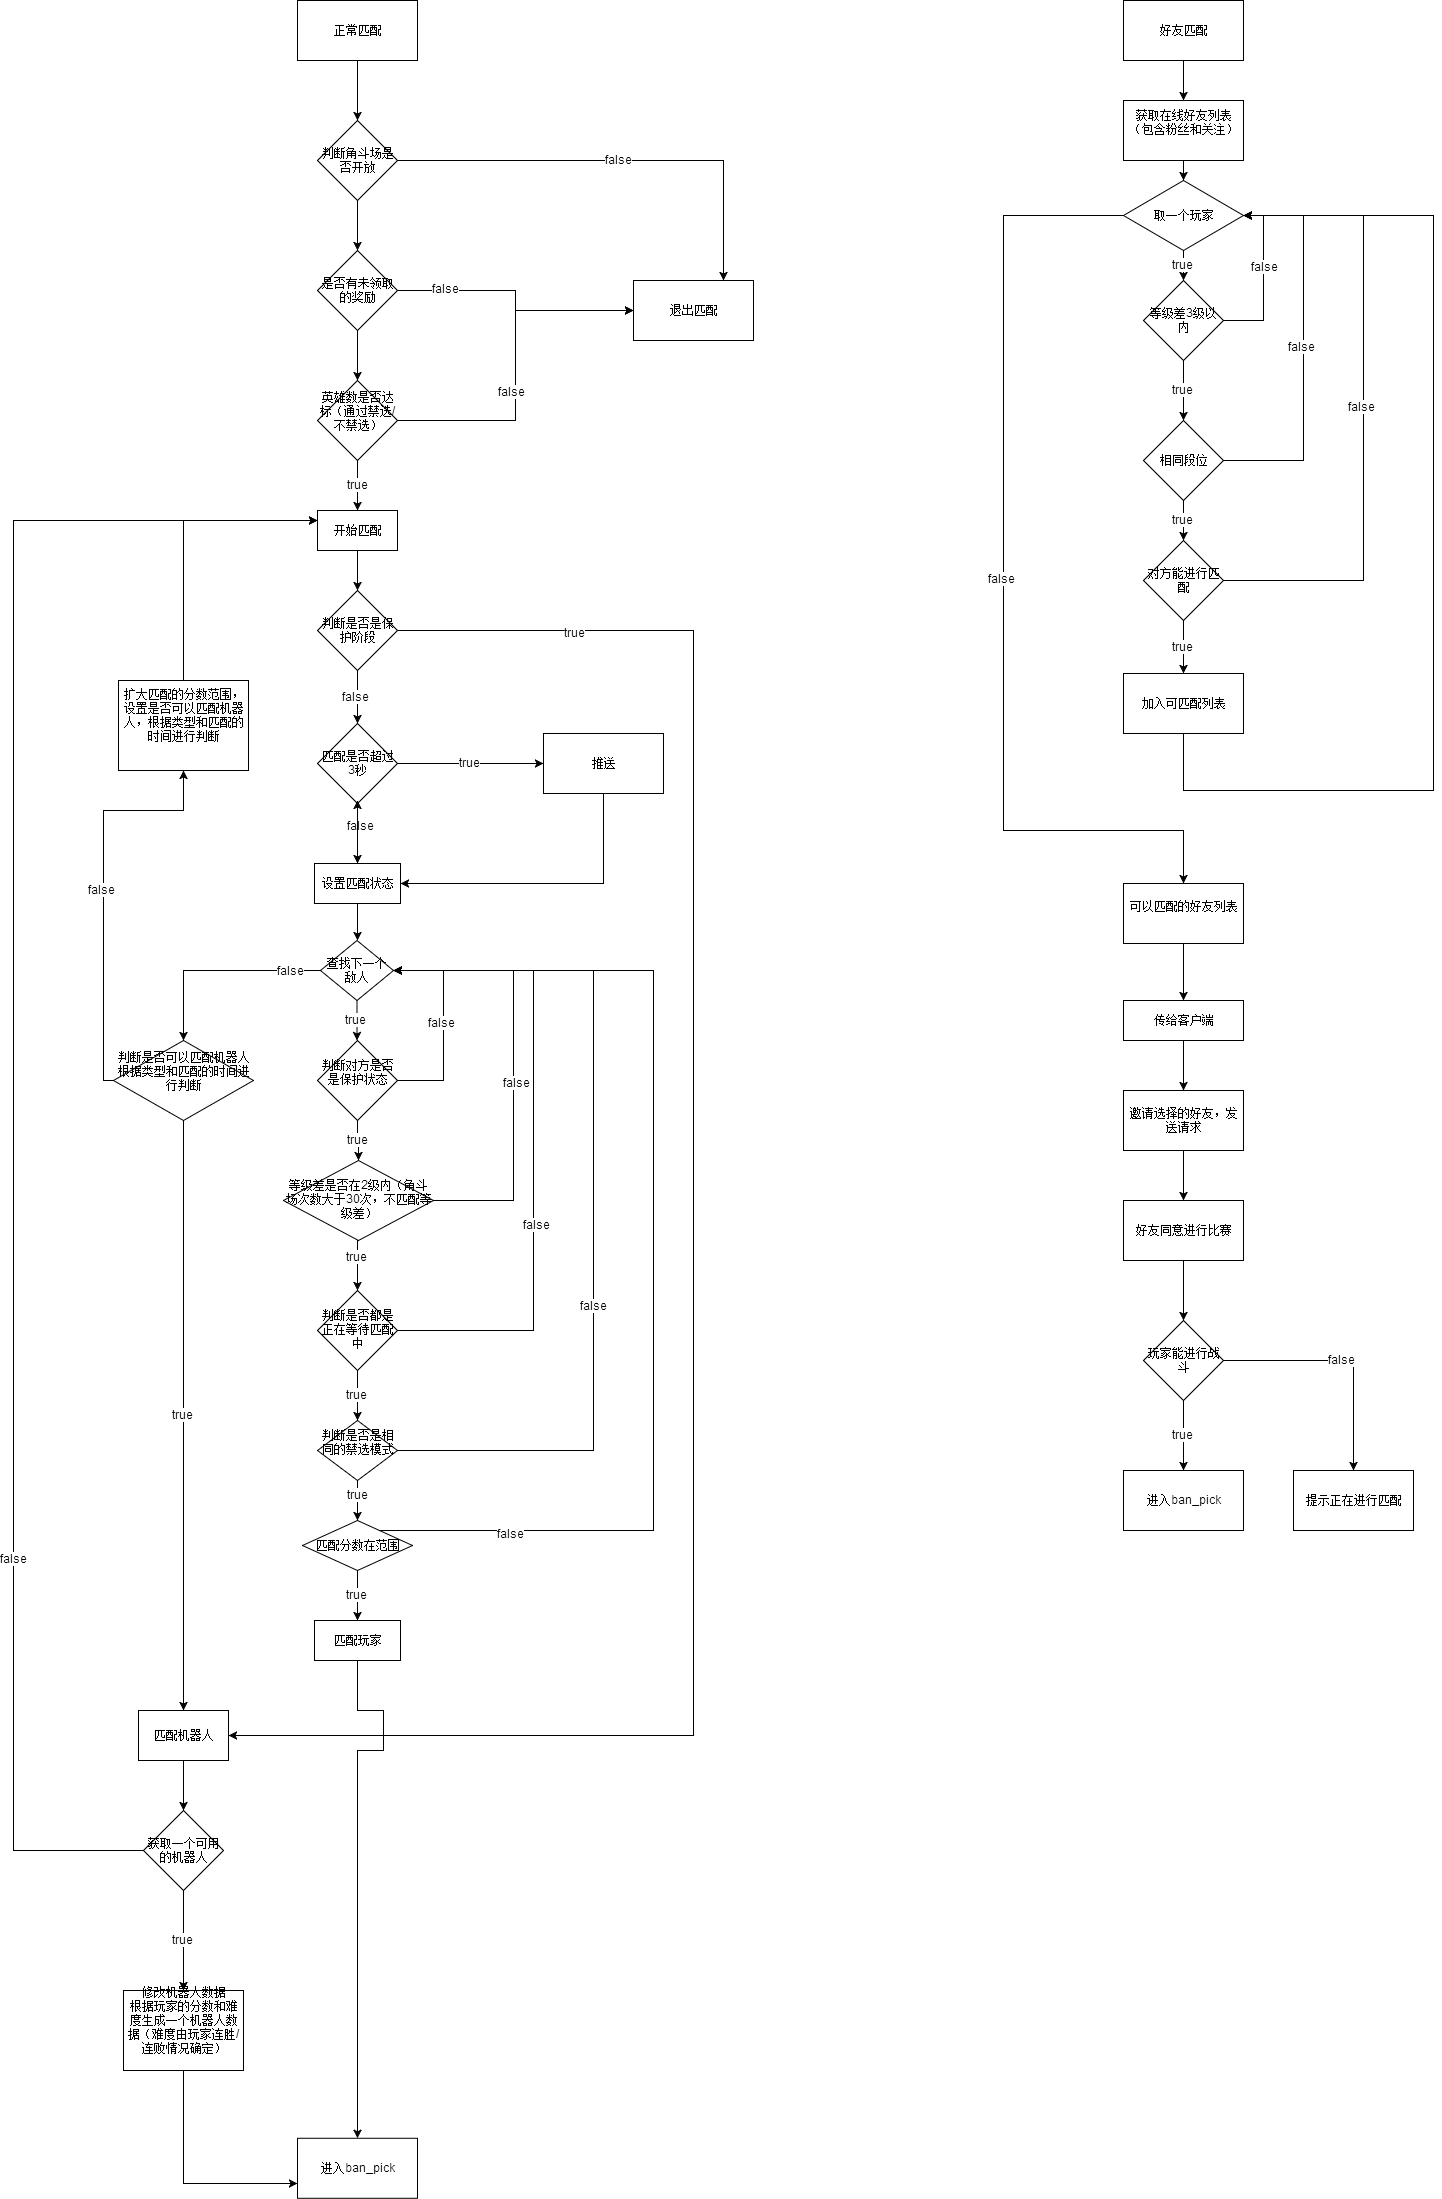 正常匹配
判断角斗场是
否开放
false
是否有未领取
的奖励
false
退出匹配
英雄数是否达
标（通过禁选/
不禁选）
false
true
开始匹配
判断是否是保
护阶段
true
false
扩大匹配的分数范围，
设置是否可以匹配机器
人，根据类型和匹配的
时间进行判断
匹配是否超过
3秒
true
推送
false
设置匹配状态
false
查找下一个
敌人
false
true
false
判断对方是否
是保护状态
判断是否可以匹配机器人
根据类型和匹配的时间进
行判断
false
true
等级差是否在2级内（角斗
场次数大于30次，不匹配等
级差）
false
true
判断是否都是
正在等待匹配
中
false
true
true
判断是否是相
同的禁选模式
true
匹配分数在范围
false
false
true
匹配玩家
匹配机器人
获取一个可用
的机器人
true
修改机器人数据
根据玩家的分数和难
度生成一个机器人数
据（难度由玩家连胜/
连败情况确定）
进入ban_pick
好友匹配
获取在线好友列表
（包含粉丝和关注）
取一个玩家
true
false
等级差3级以
内
false
true
false
相同段位
true
false
对方能进行匹
配
true
加入可匹配列表
可以匹配的好友列表
传给客户端
邀请选择的好友，发
送请求
好友同意进行比赛
玩家能进行战
斗
false
true
进入ban_pick
提示正在进行匹配